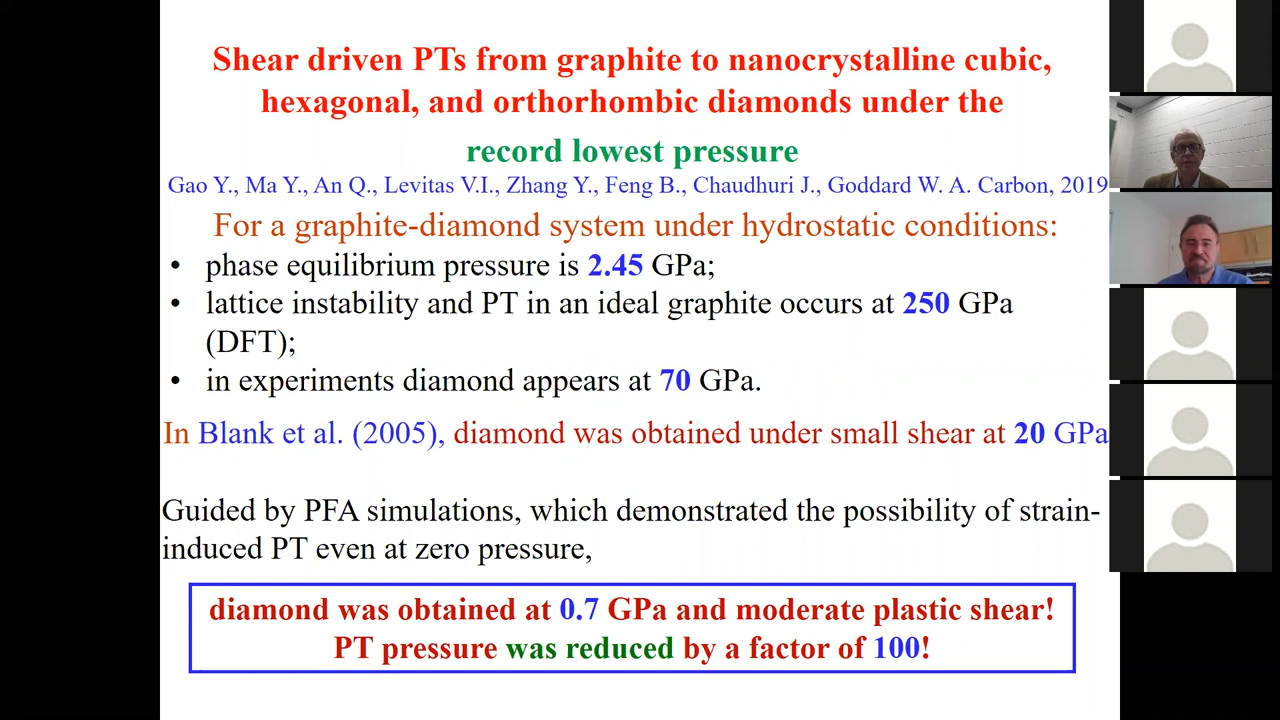 Shear driven PTs from graphite to nanocrystalline cubic,
hexagonal, and orthorhombic diamonds under the
record lowest pressure
Gao Y., Ma Y., An Q., Levitas V.I., Zhang Y., Feng B., Chaudhuri J., Goddard W. A. Carbon, 2019
For a graphite-diamond system under hydrostatic conditions:
• phase equilibrium pressure is 2.45 GPa;
• lattice instability and PT in an ideal graphite occurs at 250 GPa
(DFT);
• in experiments diamond appears at 70 GPa.
In Blank et al. (2005), diamond was obtained under small shear at 20 GPa
Guided by PFA simulations, which demonstrated the possibility of strain-
induced PT even at zero pressure,
diamond was obtained at 0.7 GPa and moderate plastic shear!
PT pressure was reduced by a factor of 100!